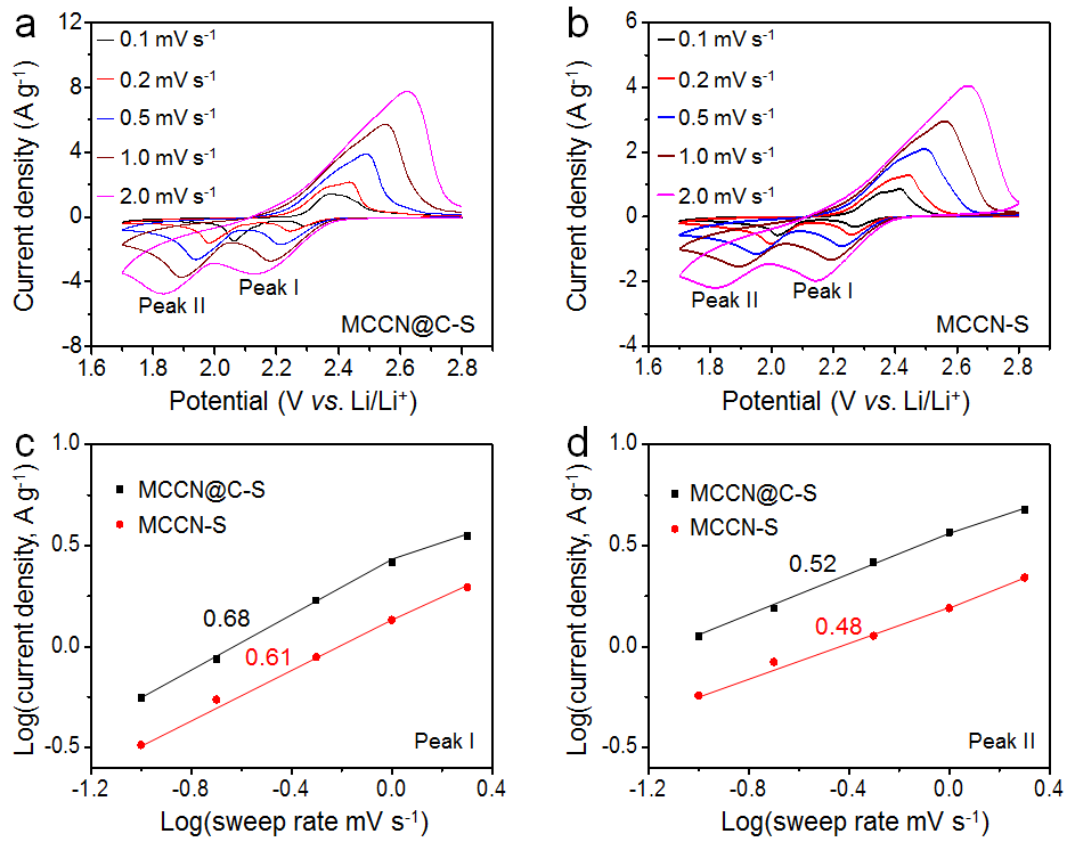 a
12
8
4
0
-4
-8
Current density (A g⁻¹)
0.1 mV s⁻¹
0.2 mV s⁻¹
0.5 mV s⁻¹
1.0 mV s⁻¹
2.0 mV s⁻¹
Peak II
Peak I
MCCN@C-S
1.6 1.8 2.0 2.2 2.4 2.6 2.8
Potential (V vs. Li/Li⁺)
b
6
4
2
0
-2
-4
Current density (A g⁻¹)
0.1 mV s⁻¹
0.2 mV s⁻¹
0.5 mV s⁻¹
1.0 mV s⁻¹
2.0 mV s⁻¹
Peak II
Peak I
MCCN-S
1.6 1.8 2.0 2.2 2.4 2.6 2.8
Potential (V vs. Li/Li⁺)
c
1.0
0.5
0.0
-0.5
Log(current density, A g⁻¹)
MCCN@C-S
MCCN-S
0.68
0.61
Peak I
-1.2 -0.8 -0.4 0.0 0.4
Log(sweep rate mV s⁻¹)
d
1.0
0.5
0.0
-0.5
Log(current density, A g⁻¹)
MCCN@C-S
MCCN-S
0.52
0.48
Peak II
-1.2 -0.8 -0.4 0.0 0.4
Log(sweep rate mV s⁻¹)